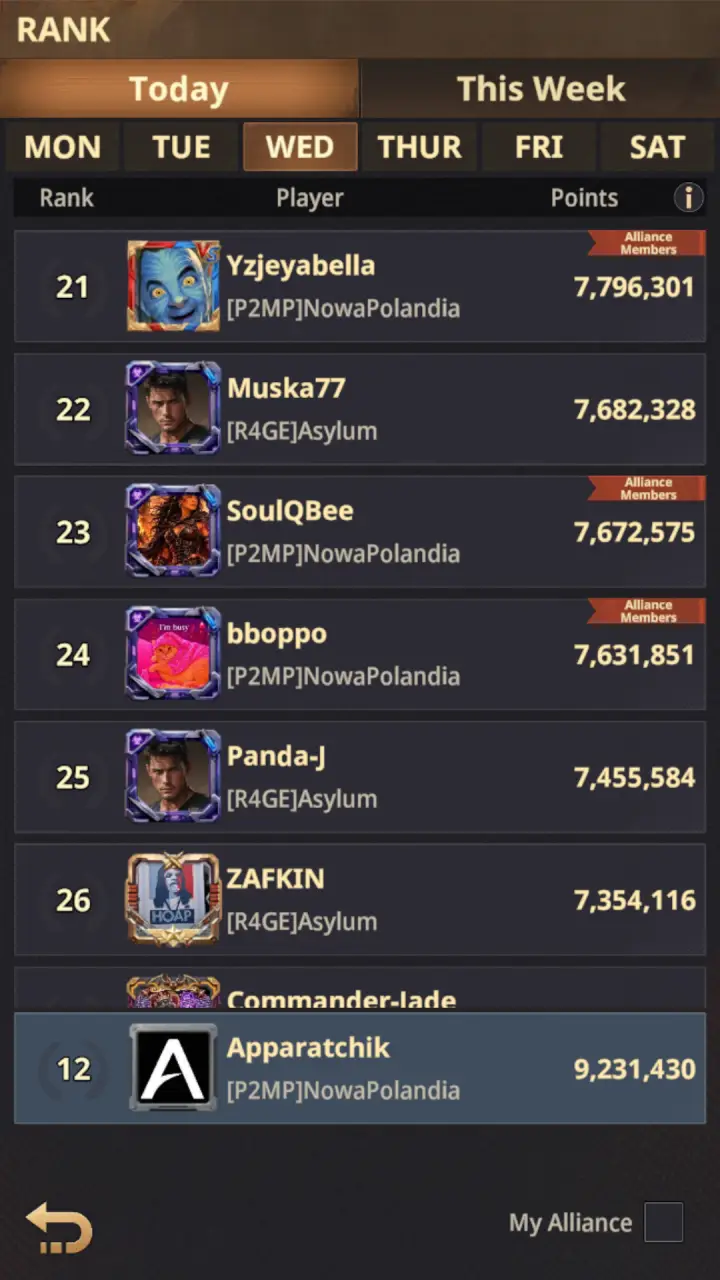 RANK
Today This Week
MON TUE WED THUR FRI SAT
Rank Player Points i
Alliance
Members
21 Yzjeyabella 7,796,301
[P2MP]NowaPolandia
22 Muska77 7,682,328
[R4GE]Asylum
Alliance
Members
23 SoulQBee 7,672,575
[P2MP]NowaPolandia
Alliance
Members
I'm busy
24 bboppo 7,631,851
[P2MP]NowaPolandia
25 Panda-J 7,455,584
[R4GE]Asylum
26 ZAFKIN 7,354,116
HOAP
[R4GE]Asylum
Commander-Jade
12 A Apparatchik 9,231,430
[P2MP]NowaPolandia
My Alliance